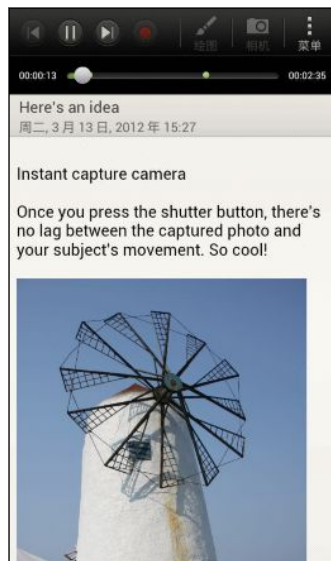 绘图
相机
菜单
00:00:13
00:02:35
Here's an idea
周二, 3 月 13 日, 2012 年 15:27
Instant capture camera
Once you press the shutter button, there's
no lag between the captured photo and
your subject's movement. So cool!